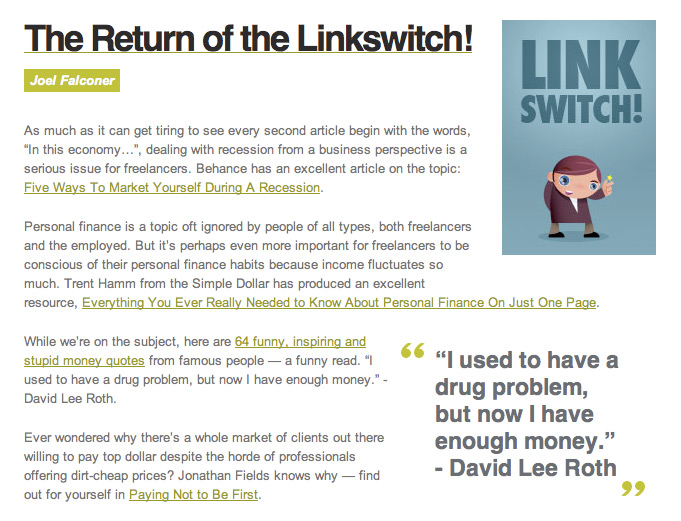 The Return of the Linkswitch!
Joel Falconer
LINK
SWITCH!
As much as it can get tiring to see every second article begin with the words,
“In this economy…”, dealing with recession from a business perspective is a
serious issue for freelancers. Behance has an excellent article on the topic:
Five Ways To Market Yourself During A Recession.
Personal finance is a topic oft ignored by people of all types, both freelancers
and the employed. But it’s perhaps even more important for freelancers to be
conscious of their personal finance habits because income fluctuates so
much. Trent Hamm from the Simple Dollar has produced an excellent
resource, Everything You Ever Really Needed to Know About Personal Finance On Just One Page.
While we’re on the subject, here are 64 funny, inspiring and
stupid money quotes from famous people — a funny read. “I
used to have a drug problem, but now I have enough money.” -
David Lee Roth.
“ “I used to have a
drug problem,
but now I have
enough money.”
- David Lee Roth ”
Ever wondered why there’s a whole market of clients out there
willing to pay top dollar despite the horde of professionals
offering dirt-cheap prices? Jonathan Fields knows why — find
out for yourself in Paying Not to Be First.